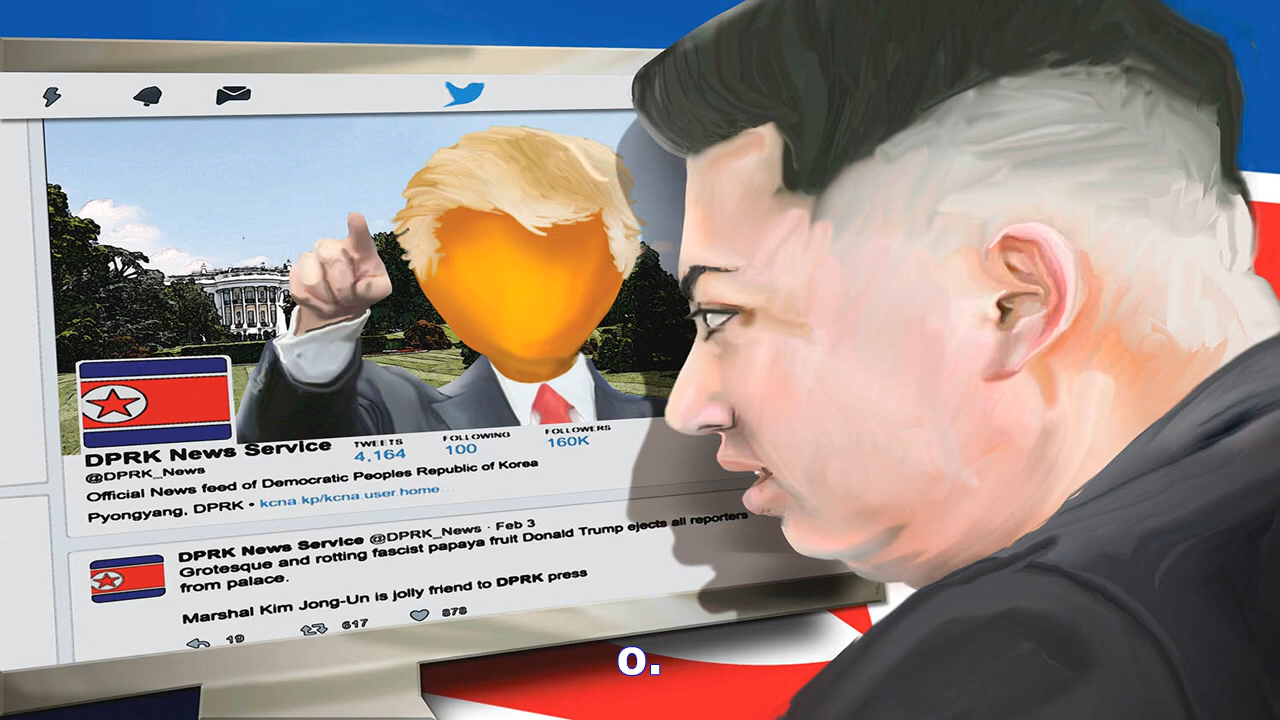 DPRK News Service
TWEETS
4,164
FOLLOWING
100
FOLLOWERS
160K
@DPRK_News
Official News feed of Democratic Peoples Republic of Korea
Pyongyang, DPRK • kcna.kp/kcna.user.home...
DPRK News Service @DPRK_News · Feb 3
Grotesque and rotting fascist papaya fruit Donald Trump ejects all reporters
from palace.
Marshal Kim Jong-Un is jolly friend to DPRK press
19
617
878
o.